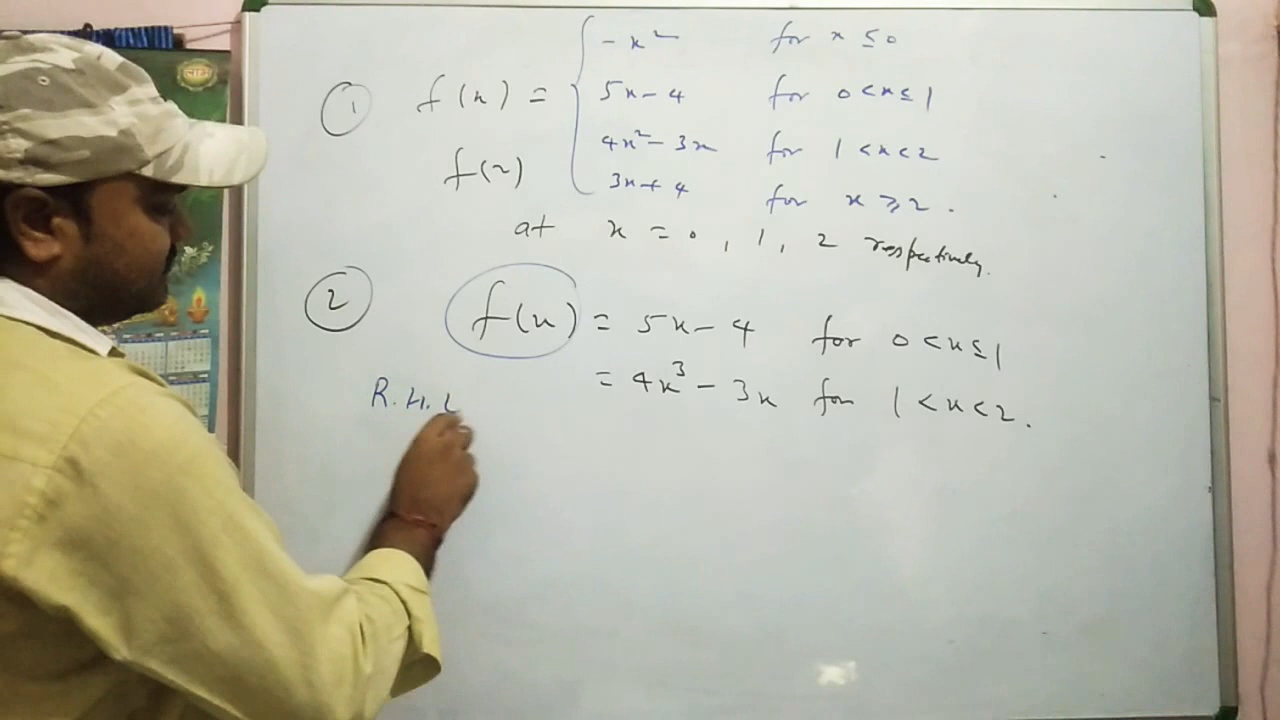 लाभ
① f(x) = { -x² for x ≤ 0
5x - 4 for 0 < x ≤ 1
4x² - 3x for 1 < x < 2
f(2) 3x + 4 for x ≥ 2.
at x = 0, 1, 2 respectively.
② f(x) = 5x - 4 for 0 < x ≤ 1
= 4x³ - 3x for 1 < x < 2.
R.H.L